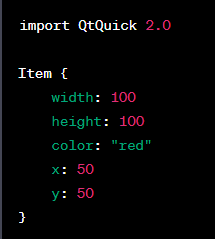 import QtQuick 2.0
Item {
width: 100
height: 100
color: "red"
x: 50
y: 50
}